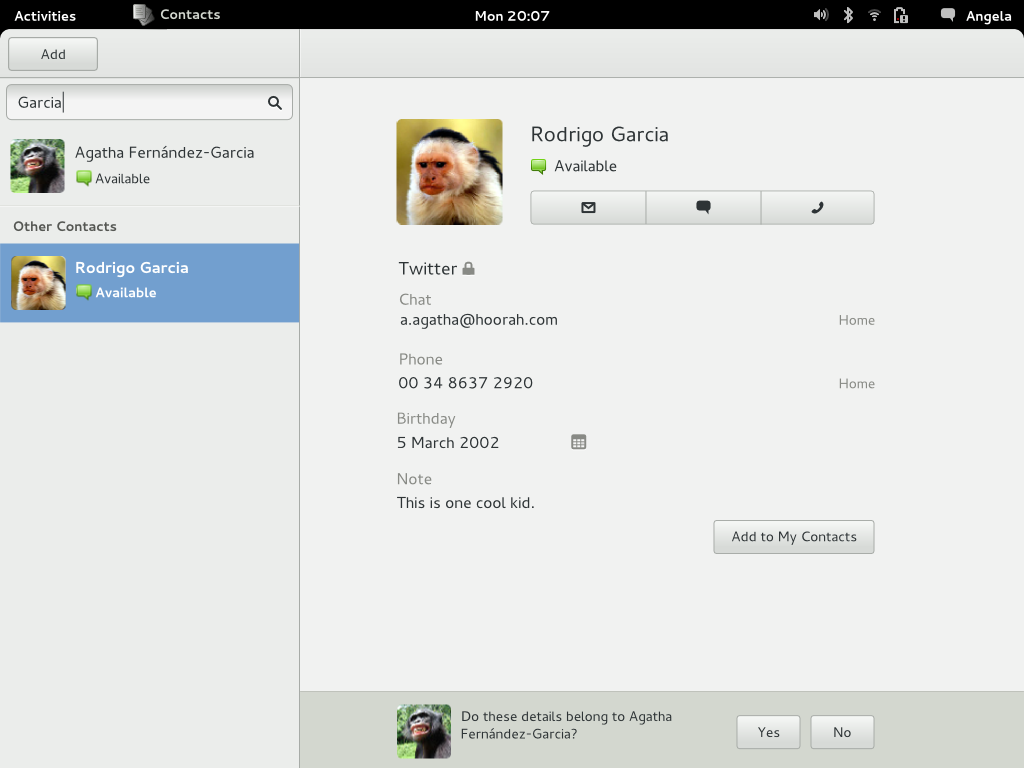 Activities
Contacts
Mon 20:07
Angela
Add
Garcia
Agatha Fernández-Garcia
Available
Other Contacts
Rodrigo Garcia
Available
Rodrigo Garcia
Available
Twitter
Chat
a.agatha@hoorah.com Home
Phone
00 34 8637 2920 Home
Birthday
5 March 2002
Note
This is one cool kid.
Add to My Contacts
Do these details belong to Agatha
Fernández-Garcia?
Yes
No